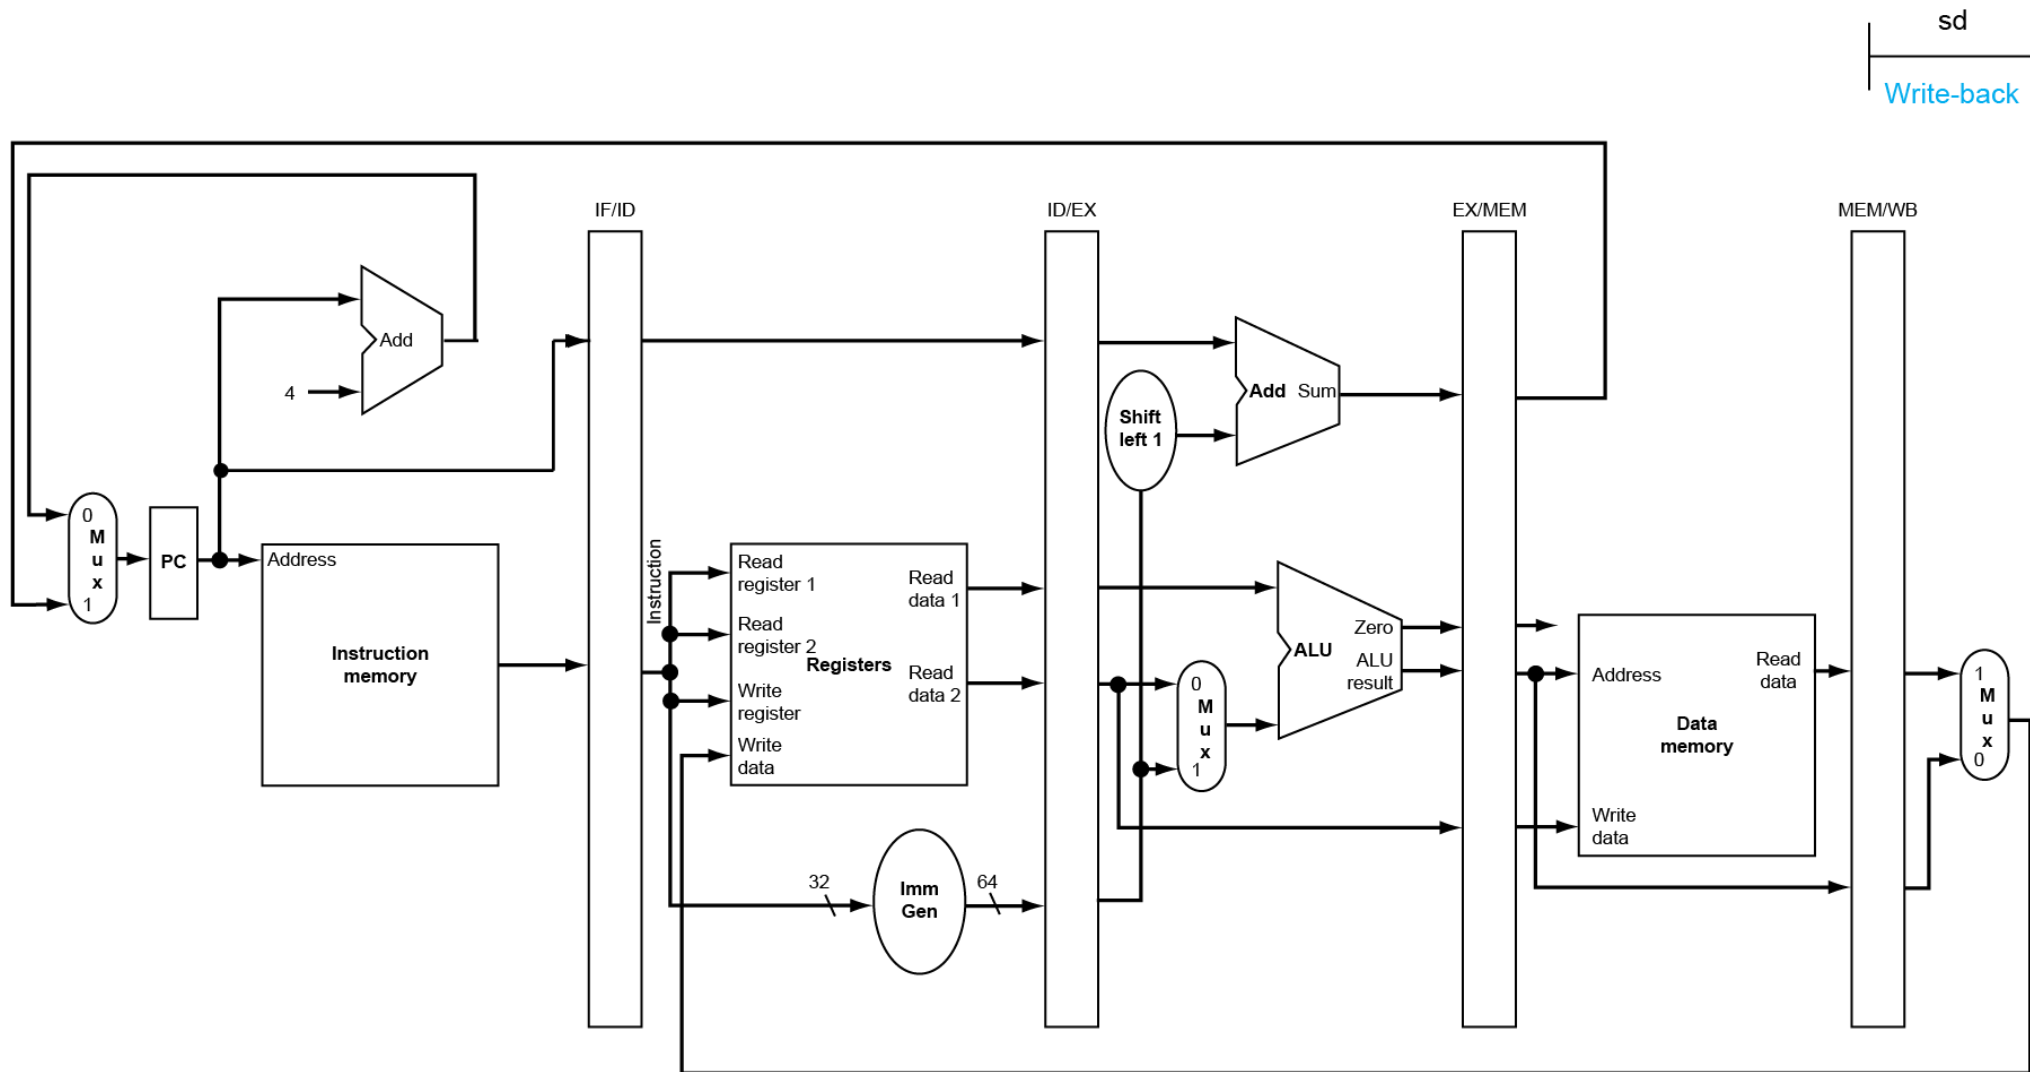 sd
Write-back
IF/ID
ID/EX
EX/MEM
MEM/WB
Add
4
Add Sum
Shift
left 1
0
M
u
x
1
PC
Address
Instruction
memory
Instruction
Read
register 1
Read
register 2
Write
register
Write
data
Registers
Read
data 1
Read
data 2
32
Imm
Gen
64
0
M
u
x
1
ALU
Zero
ALU
result
Address
Read
data
Data
memory
Write
data
1
M
u
x
0